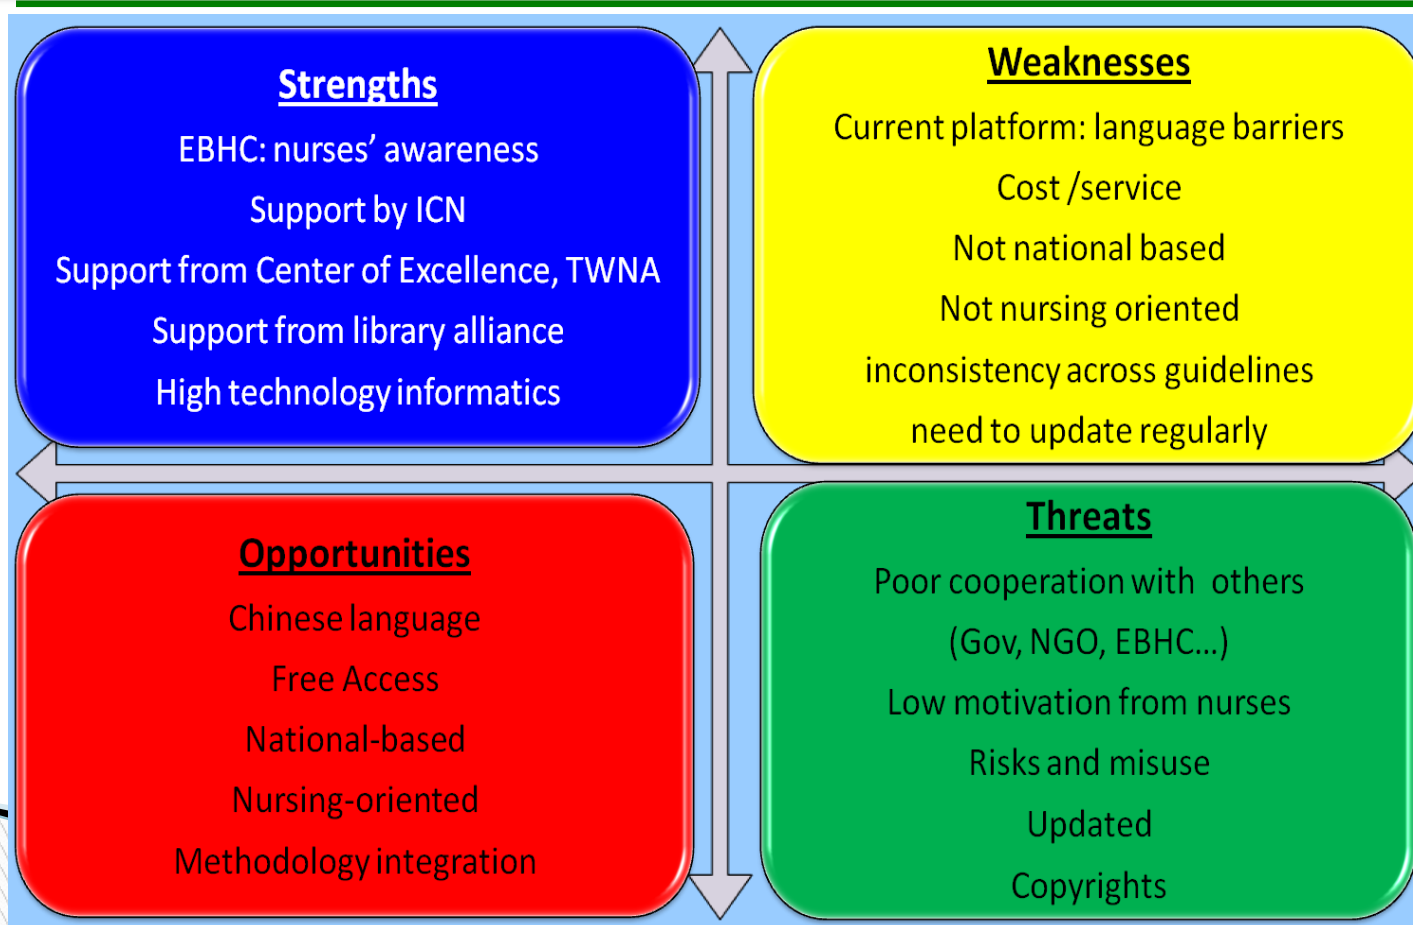 Strengths
EBHC: nurses’ awareness
Support by ICN
Support from Center of Excellence, TWNA
Support from library alliance
High technology informatics
Weaknesses
Current platform: language barriers
Cost /service
Not national based
Not nursing oriented
inconsistency across guidelines
need to update regularly
Opportunities
Chinese language
Free Access
National-based
Nursing-oriented
Methodology integration
Threats
Poor cooperation with others
(Gov, NGO, EBHC...)
Low motivation from nurses
Risks and misuse
Updated
Copyrights